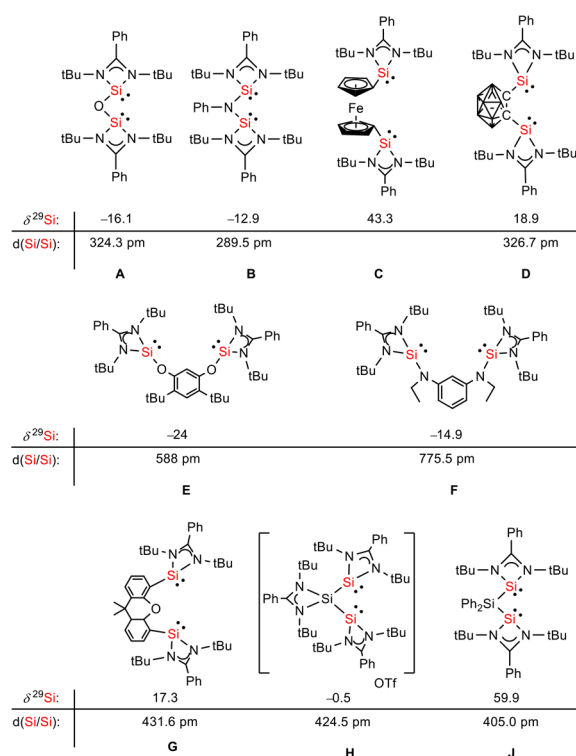 Ph
tBu–N N–tBu
Si
O
Si
tBu–N N–tBu
Ph
Ph
tBu–N N–tBu
Si
Ph–N
Si
tBu–N N–tBu
Ph
Ph
tBu–N N–tBu
Si
Fe
Si
tBu–N N–tBu
Ph
Ph
tBu–N N–tBu
Si
C
C
Si
tBu–N N–tBu
Ph
δ²⁹Si: −16.1 −12.9 43.3 18.9
d(Si/Si): 324.3 pm 289.5 pm 326.7 pm
A B C D
tBu
Ph N
N Si
tBu
O
tBu
N Ph
Si N
tBu
O
tBu tBu
tBu
Ph N
N Si
tBu
N
tBu
N Ph
Si N
tBu
N
δ²⁹Si: −24 −14.9
d(Si/Si): 588 pm 775.5 pm
E F
Ph
tBu–N N–tBu
Si
O
Si
tBu–N N–tBu
Ph
tBu Ph
tBu N N tBu
N Si
Ph Si
N Si
tBu tBu N N tBu
Ph
OTf
Ph
tBu–N N–tBu
Si
Ph₂Si
Si
tBu–N N–tBu
Ph
δ²⁹Si: 17.3 −0.5 59.9
d(Si/Si): 431.6 pm 424.5 pm 405.0 pm
G H J